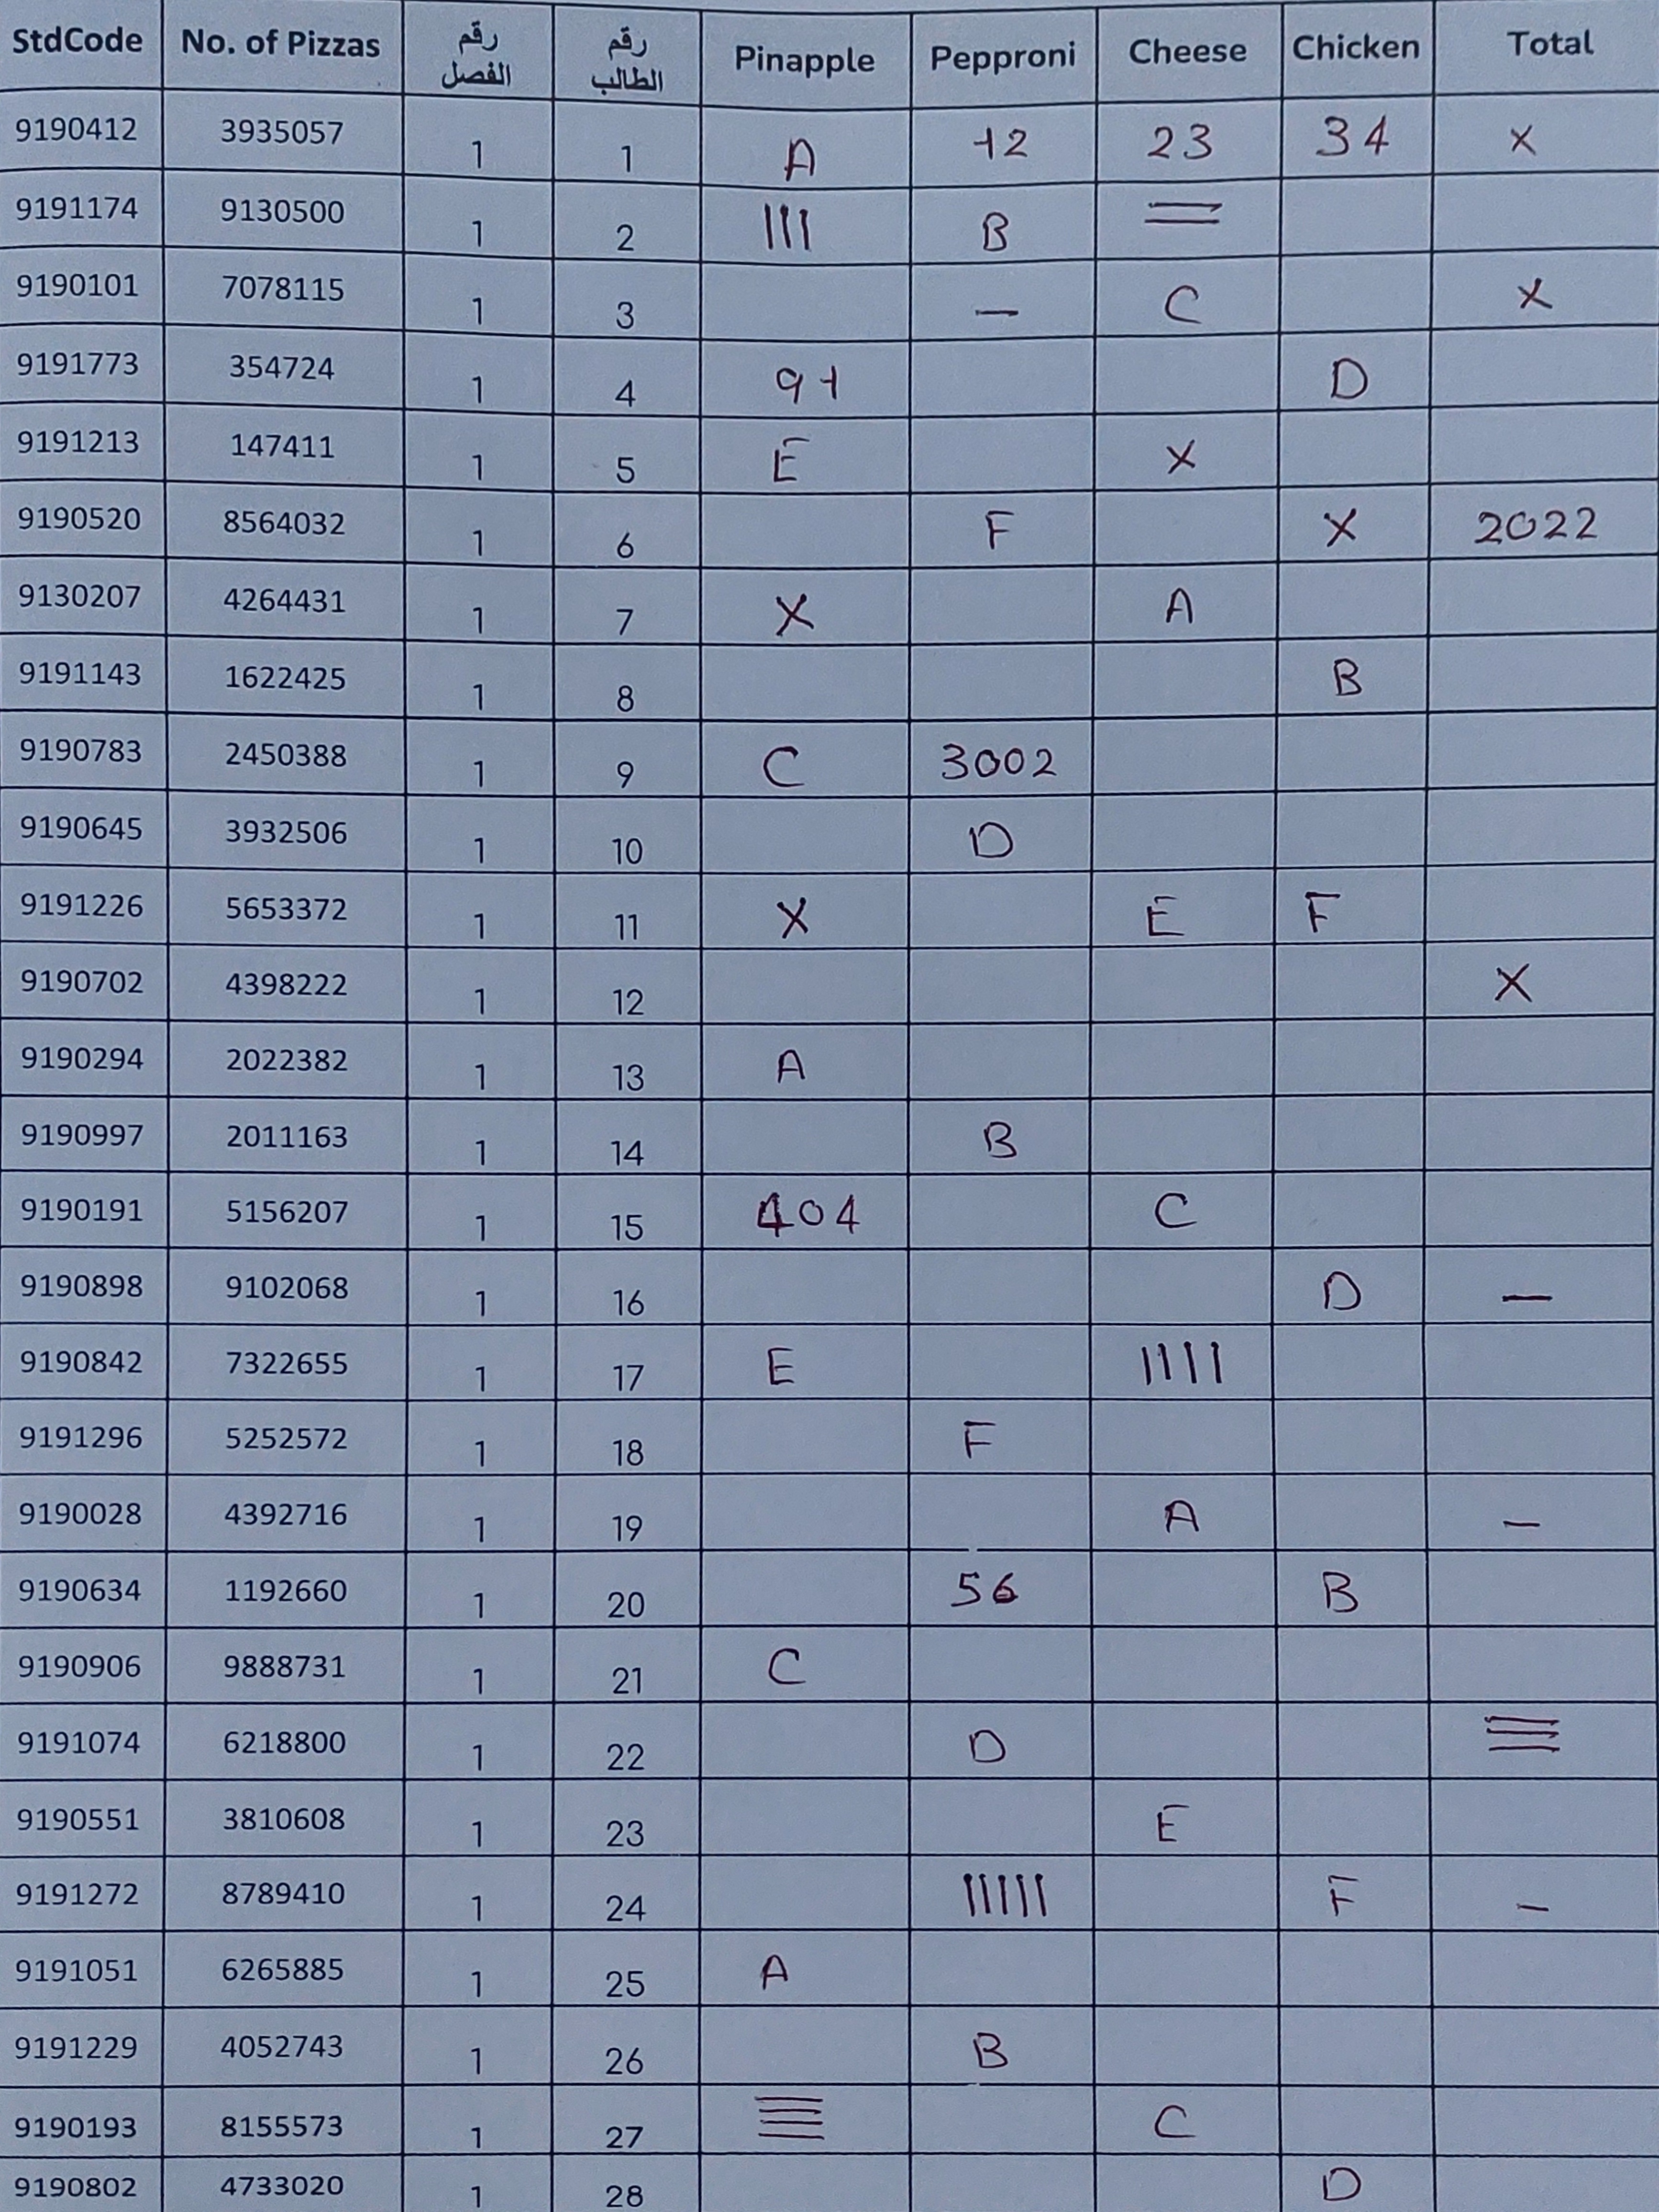 StdCode No. of Pizzas رقم الفصل رقم الطالب Pinapple Pepproni Cheese Chicken Total
9190412 3935057 1 1 A 12 23 34 X
9191174 9130500 1 2 ||| B =
9190101 7078115 1 3 — C X
9191773 354724 1 4 91 D
9191213 147411 1 5 E X
9190520 8564032 1 6 F X 2022
9130207 4264431 1 7 X A
9191143 1622425 1 8 B
9190783 2450388 1 9 C 3002
9190645 3932506 1 10 D
9191226 5653372 1 11 X E F
9190702 4398222 1 12 X
9190294 2022382 1 13 A
9190997 2011163 1 14 B
9190191 5156207 1 15 404 C
9190898 9102068 1 16 D —
9190842 7322655 1 17 E ||||
9191296 5252572 1 18 F
9190028 4392716 1 19 A —
9190634 1192660 1 20 56 B
9190906 9888731 1 21 C
9191074 6218800 1 22 D ≡
9190551 3810608 1 23 E
9191272 8789410 1 24 ||||| F —
9191051 6265885 1 25 A
9191229 4052743 1 26 B
9190193 8155573 1 27 ≣ C
9190802 4733020 1 28 D